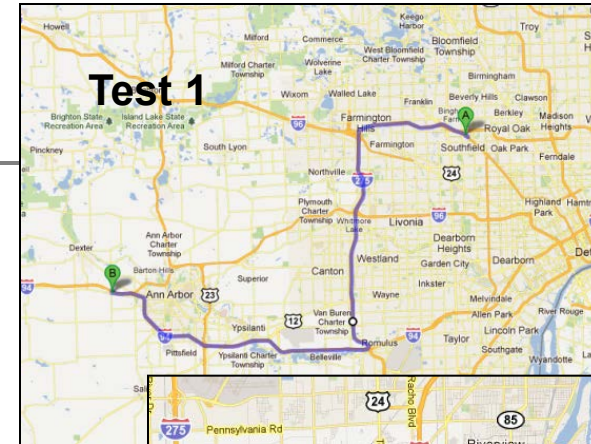 Howell
Milford
Commerce
Keego
Harbor
Bloomfield
Township
Troy
West Bloomfield
Charter Township
Milford Charter
Township
Wolverine
Lake
Birmingham
Test 1
Wixom
Walled Lake
Franklin
Beverly Hills
Clawson
Brighton State
Recreation Area
Island Lake State
Recreation Area
A
Berkley
Madison
Heights
96
Farmington
Hills
Royal Oak
Pinckney
South Lyon
Farmington
Southfield
Oak Park
Ferndale
24
Northville
275
Highland
Park
Plymouth
Charter
Township
Whitmore
Lake
Livonia
96
Dexter
Ann Arbor
Charter
Township
Dearborn
Heights
Westland
Garden City
Dearborn
B
Barton Hills
Superior
Canton
Inkster
94
Ann Arbor
23
Wayne
Melvindale
Allen Park
River Rouge
Ypsilanti
12
Van Buren
Charter
Township
Romulus
94
Taylor
Lincoln Park
Pittsfield
Ypsilanti Charter
Township
Belleville
Southgate
Wyandotte
24
Racho Blvd
85
275
Pennsylvania Rd
Riverview